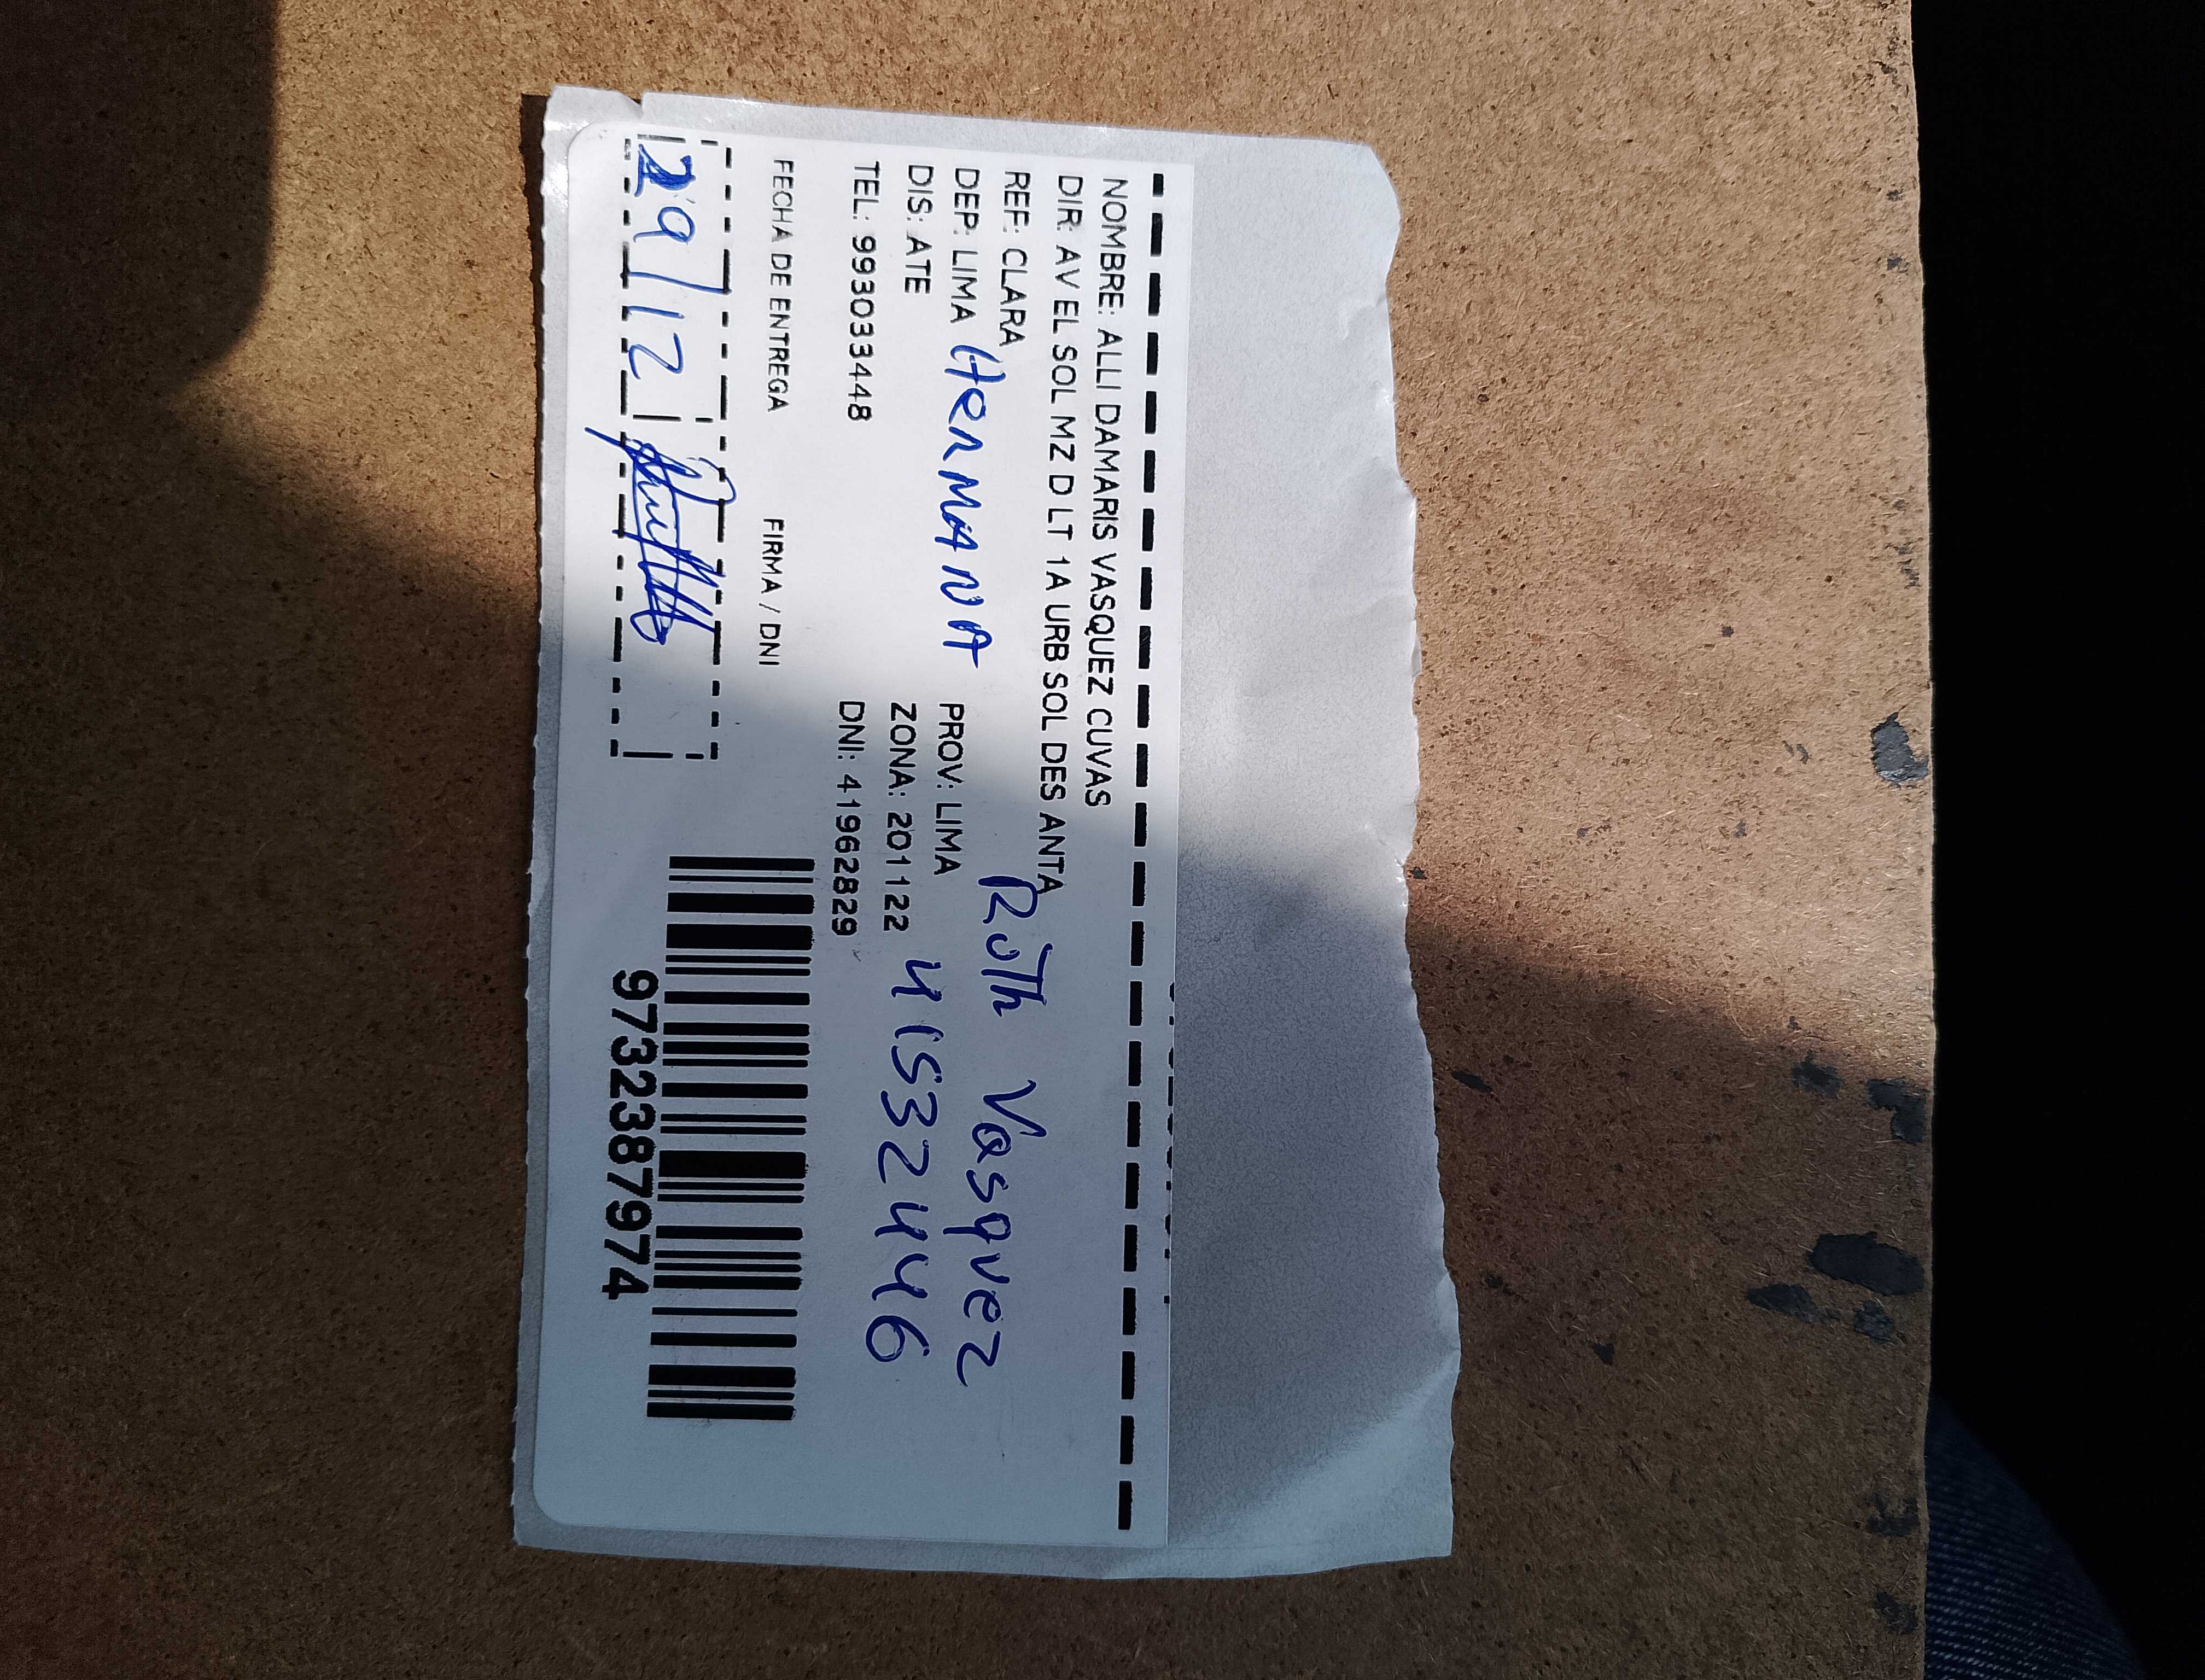 NOMBRE: ALLI DAMARIS VASQUEZ CUVAS
DIR: AV EL SOL MZ D LT 1A URB SOL DES ANTA
REF: CLARA
Ruth Vasquez
DEP: LIMA Hermana PROV: LIMA
DIS: ATE ZONA: 201122
41532446
TEL: 993033448 DNI: 41962829
FECHA DE ENTREGA FIRMA / DNI
29/12
9732387974